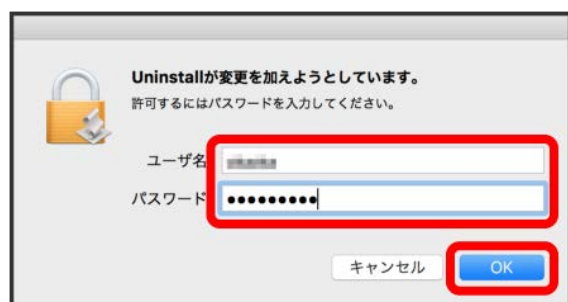 Uninstallが変更を加えようとしています。
許可するにはパスワードを入力してください。
ユーザ名
パスワード ●●●●●●●●●
キャンセル OK